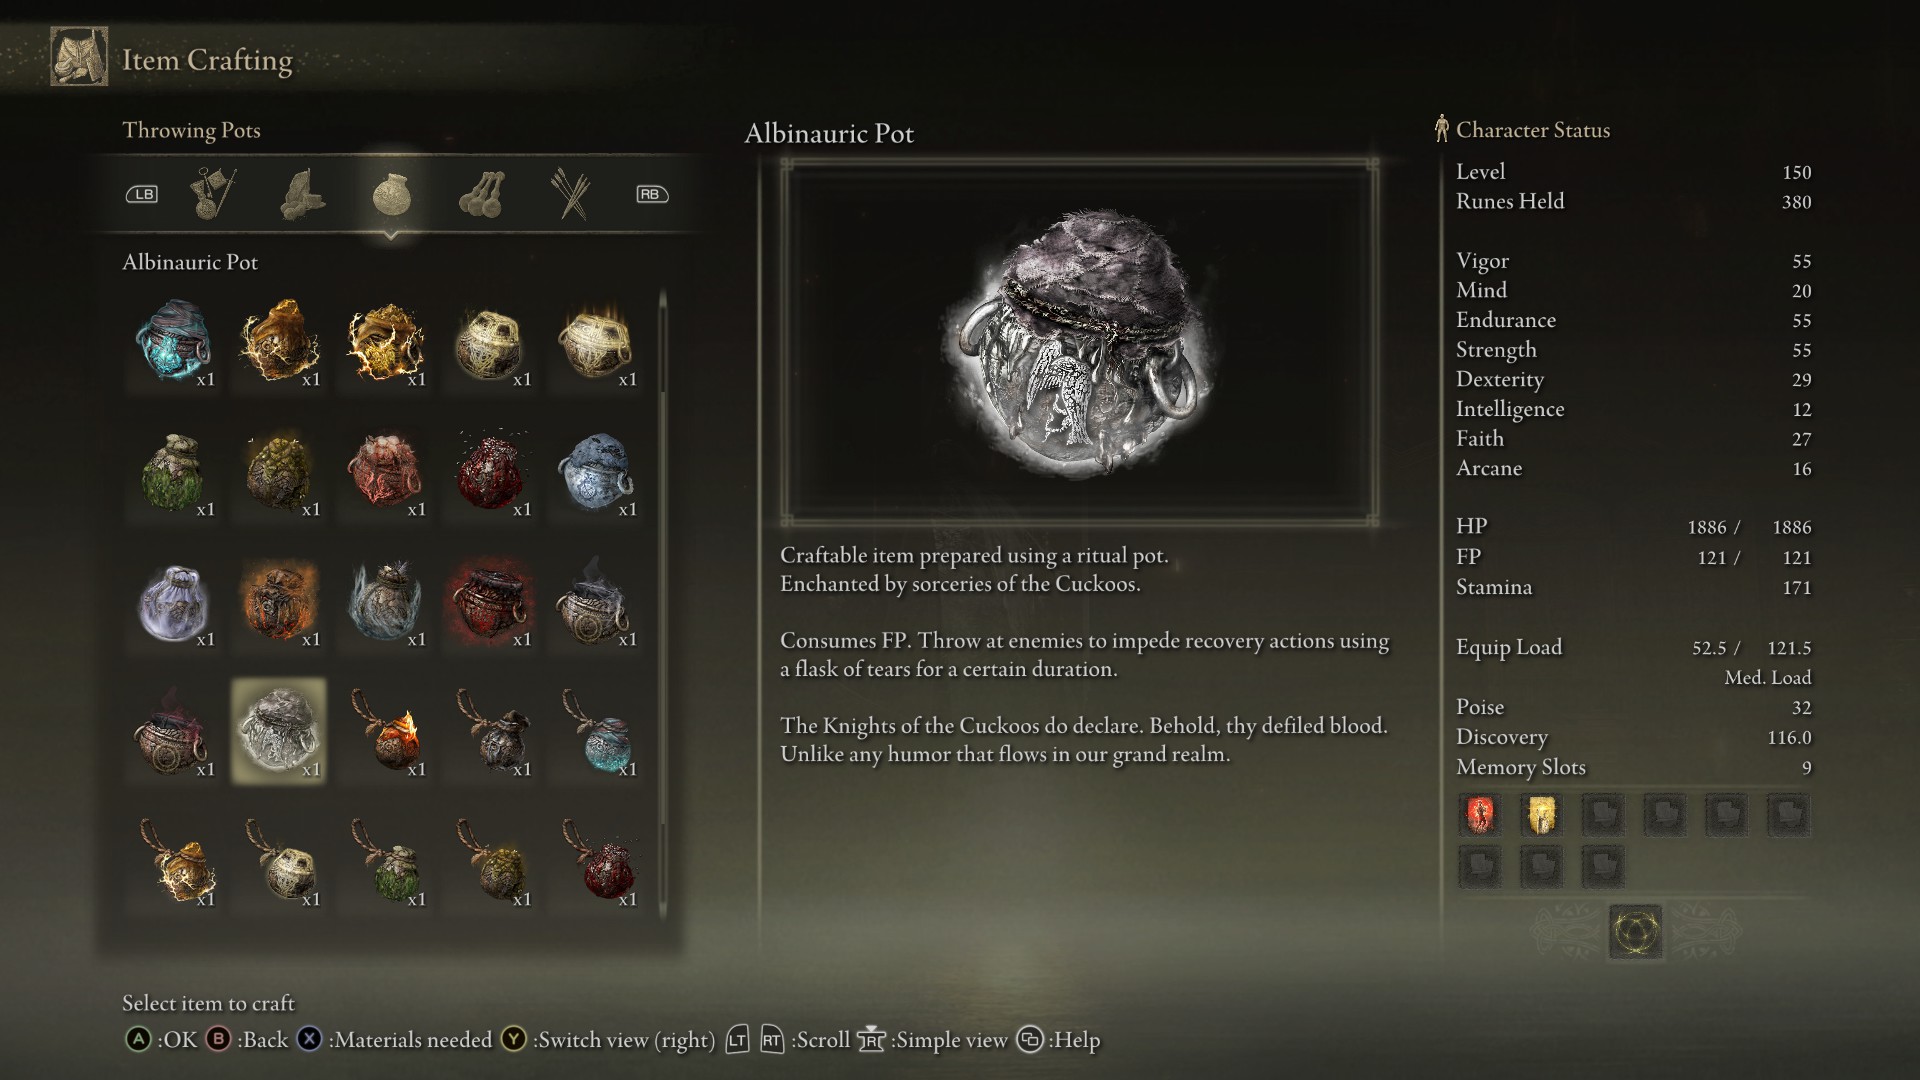 Item Crafting
Throwing Pots
LB
RB
Albinauric Pot
x1 x1 x1 x1 x1
x1 x1 x1 x1 x1
x1 x1 x1 x1 x1
x1 x1 x1 x1 x1
x1 x1 x1 x1 x1
Albinauric Pot
Craftable item prepared using a ritual pot.
Enchanted by sorceries of the Cuckoos.
Consumes FP. Throw at enemies to impede recovery actions using
a flask of tears for a certain duration.
The Knights of the Cuckoos do declare. Behold, thy defiled blood.
Unlike any humor that flows in our grand realm.
Character Status
Level 150
Runes Held 380
Vigor 55
Mind 20
Endurance 55
Strength 55
Dexterity 29
Intelligence 12
Faith 27
Arcane 16
HP 1886 / 1886
FP 121 / 121
Stamina 171
Equip Load 52.5 / 121.5
Med. Load
Poise 32
Discovery 116.0
Memory Slots 9
Select item to craft
A :OK B :Back X :Materials needed Y :Switch view (right) LT RT :Scroll R :Simple view :Help